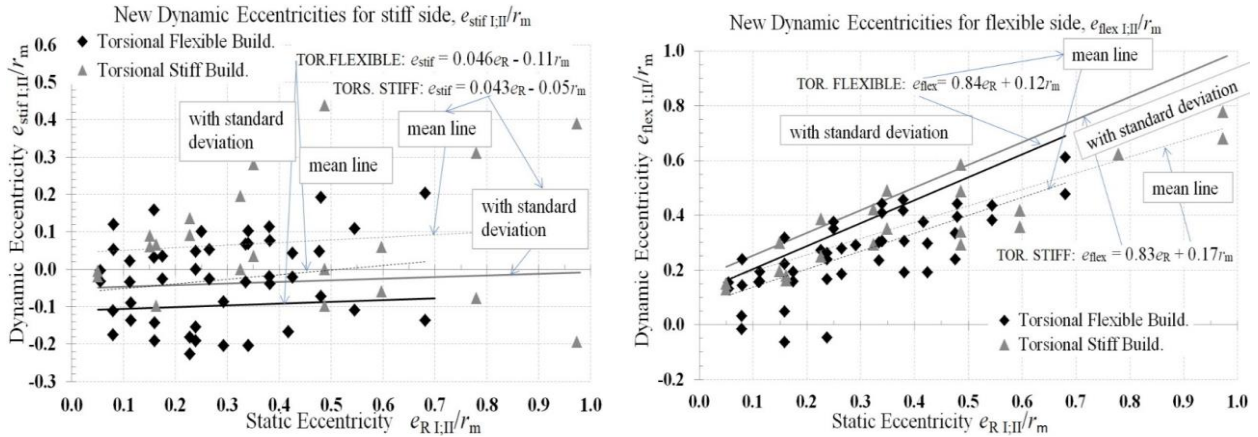 New Dynamic Eccentricities for stiff side, e_stif I;II/r_m
Torsional Flexible Build.
Torsional Stiff Build.
TOR.FLEXIBLE: e_stif = 0.046e_R - 0.11r_m
TORS. STIFF: e_stif = 0.043e_R - 0.05r_m
with standard
deviation
mean line
mean line
with standard
deviation
Dynamic Eccentricity e_stif I;II/r_m
0.6
0.5
0.4
0.3
0.2
0.1
0.0
-0.1
-0.2
-0.3
0.0 0.1 0.2 0.3 0.4 0.5 0.6 0.7 0.8 0.9 1.0
Static Eccentricity e_R I;II/r_m
New Dynamic Eccentricities for flexible side, e_flex I;II/r_m
mean line
TOR. FLEXIBLE: e_flex= 0.84e_R + 0.12r_m
with standard deviation
with standard deviation
mean line
TOR. STIFF: e_flex = 0.83e_R + 0.17r_m
Torsional Flexible Build.
Torsional Stiff Build.
Dynamic Eccentricitiy e_flex I;II/r_m
1.0
0.8
0.6
0.4
0.2
0.0
-0.2
0.0 0.1 0.2 0.3 0.4 0.5 0.6 0.7 0.8 0.9 1.0
Static Eccentricity e_R I;II/r_m